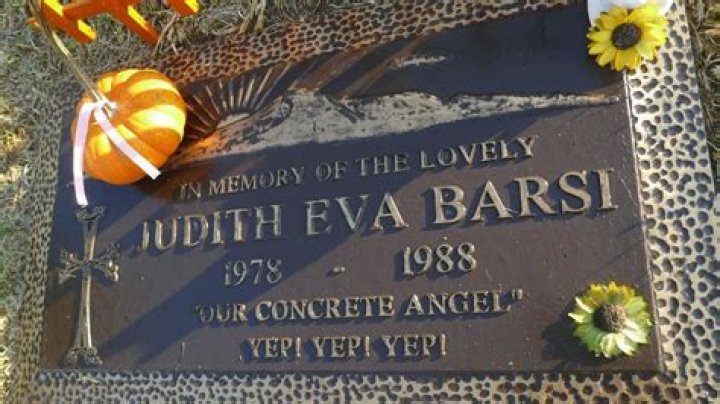 IN MEMORY OF THE LOVELY
JUDITH EVA BARSI
1978 - 1988
"OUR CONCRETE ANGEL"
YEP! YEP! YEP!